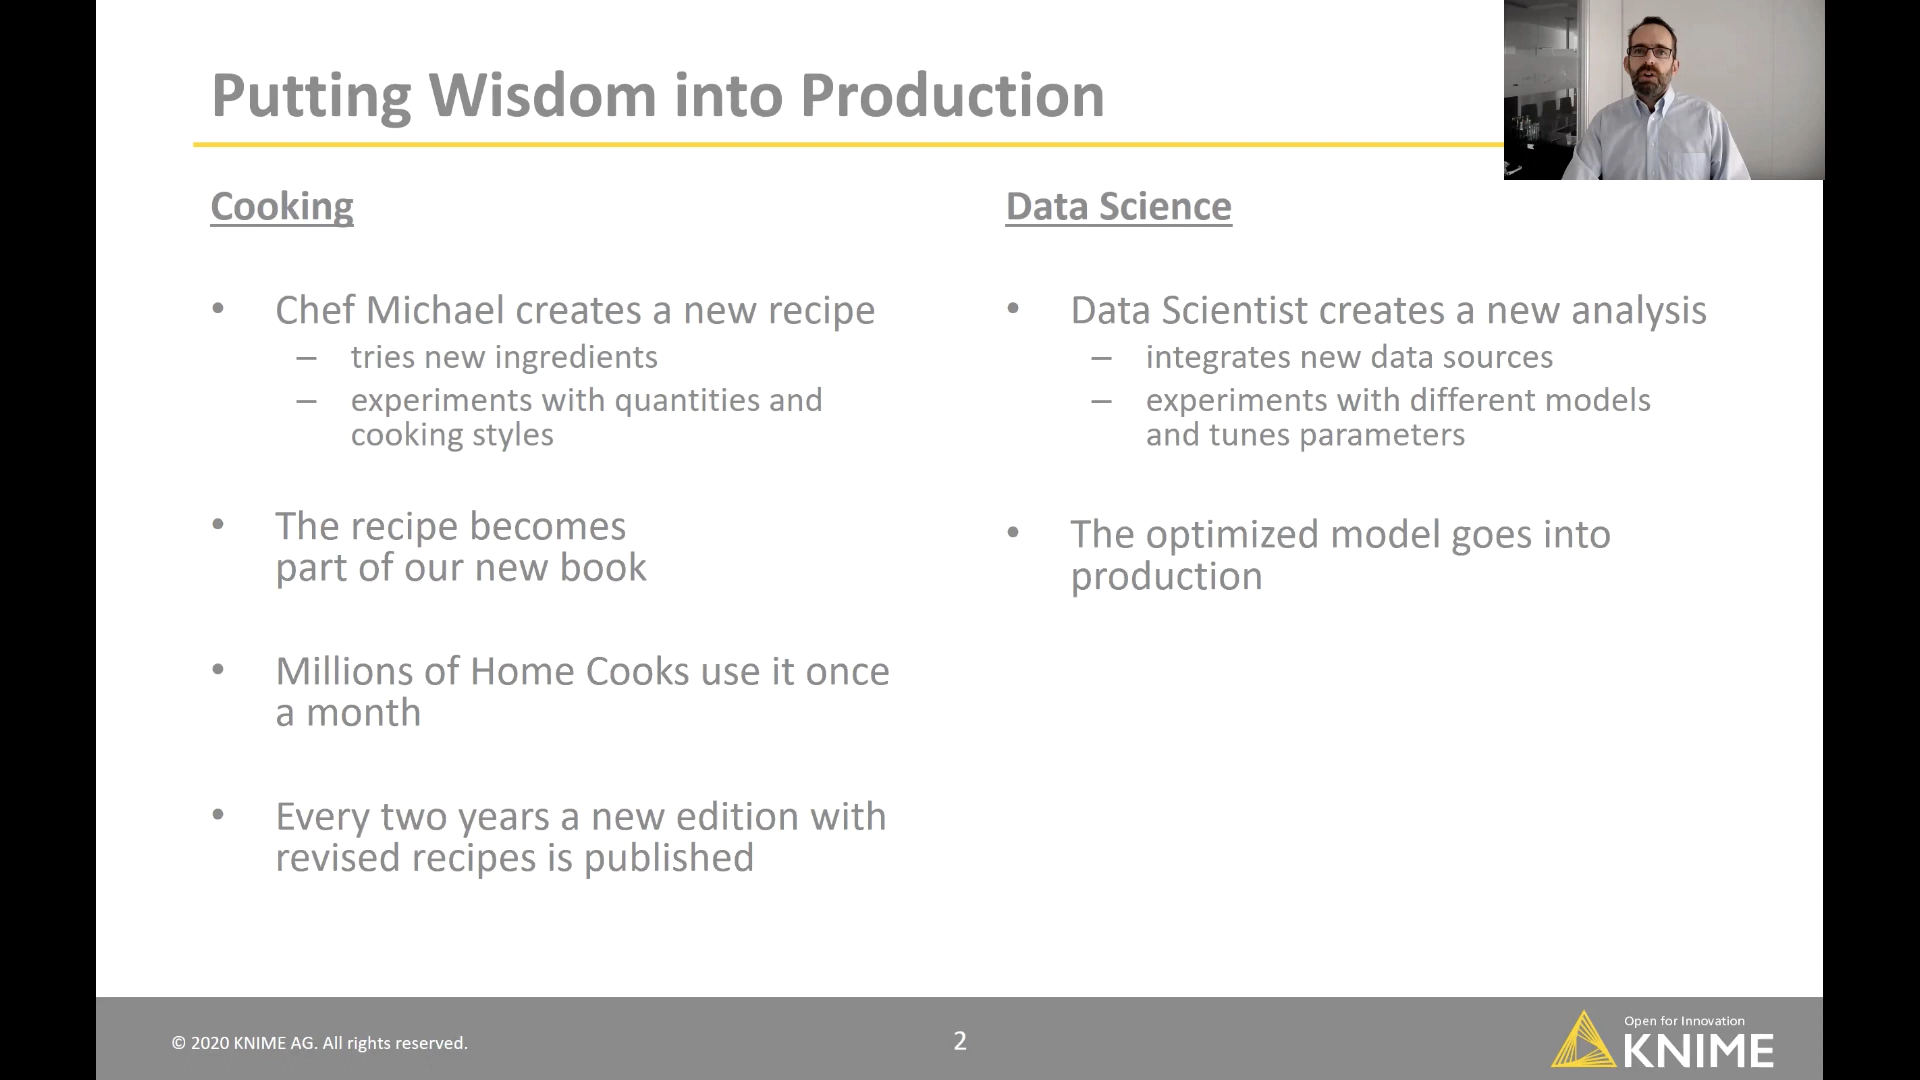 Putting Wisdom into Production
Cooking
• Chef Michael creates a new recipe
– tries new ingredients
– experiments with quantities and
cooking styles
• The recipe becomes
part of our new book
• Millions of Home Cooks use it once
a month
• Every two years a new edition with
revised recipes is published
Data Science
• Data Scientist creates a new analysis
– integrates new data sources
– experiments with different models
and tunes parameters
• The optimized model goes into
production
© 2020 KNIME AG. All rights reserved.
2
Open for Innovation
KNIME